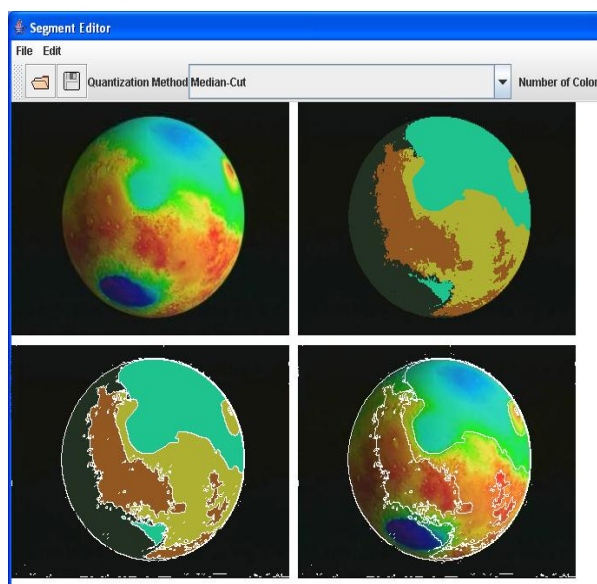 Segment Editor
File Edit
Quantization Method Median-Cut Number of Color